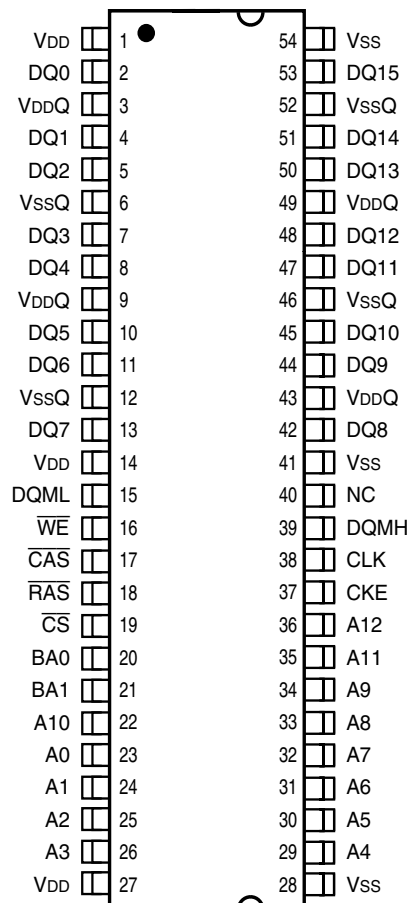 VDD 1 54 VSS
DQ0 2 53 DQ15
VDDQ 3 52 VSSQ
DQ1 4 51 DQ14
DQ2 5 50 DQ13
VSSQ 6 49 VDDQ
DQ3 7 48 DQ12
DQ4 8 47 DQ11
VDDQ 9 46 VSSQ
DQ5 10 45 DQ10
DQ6 11 44 DQ9
VSSQ 12 43 VDDQ
DQ7 13 42 DQ8
VDD 14 41 VSS
DQML 15 40 NC
W̅E̅ 16 39 DQMH
C̅A̅S̅ 17 38 CLK
R̅A̅S̅ 18 37 CKE
C̅S̅ 19 36 A12
BA0 20 35 A11
BA1 21 34 A9
A10 22 33 A8
A0 23 32 A7
A1 24 31 A6
A2 25 30 A5
A3 26 29 A4
VDD 27 28 VSS